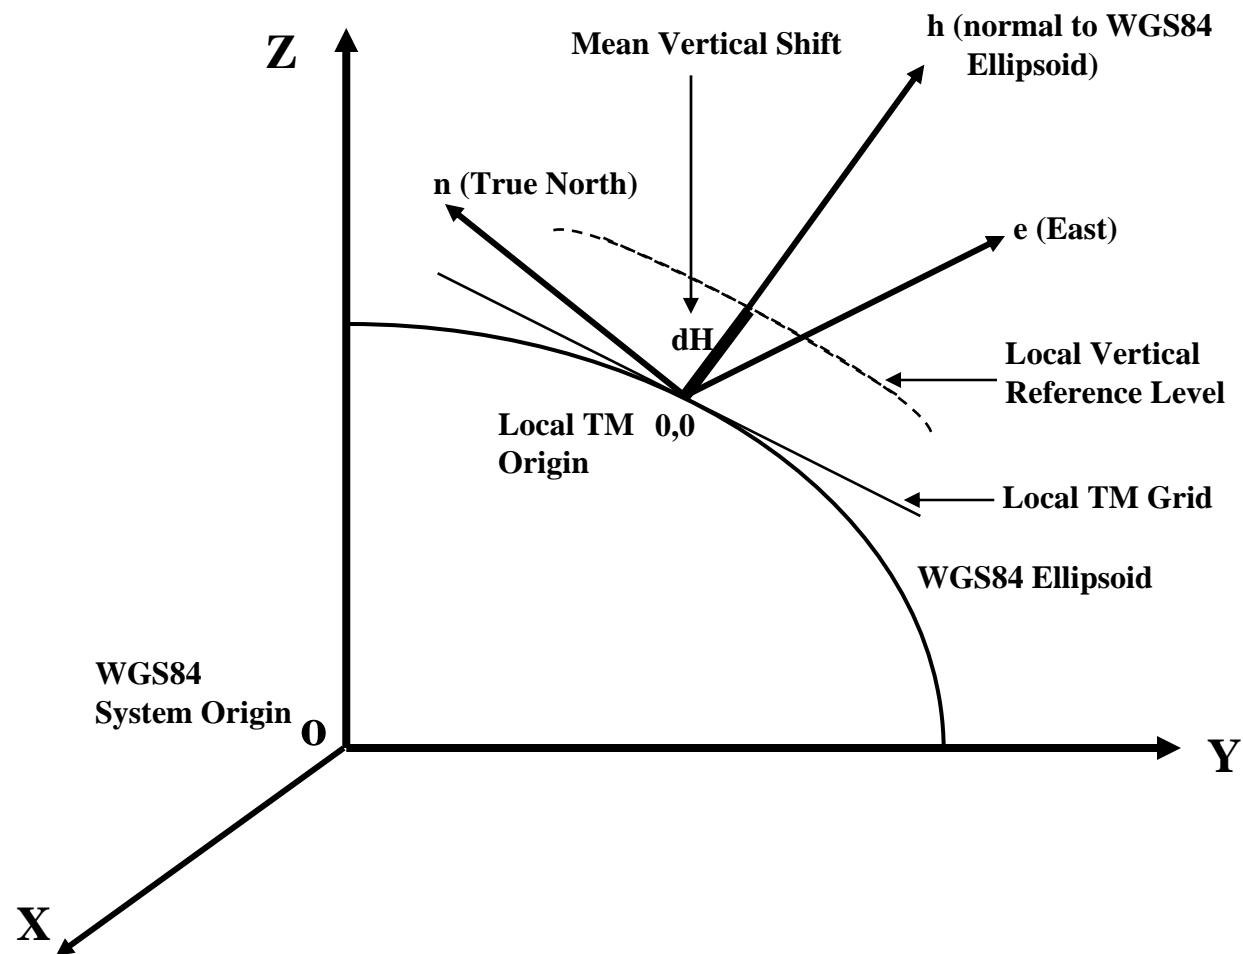 h (normal to WGS84
Ellipsoid)
Mean Vertical Shift
Z
n (True North)
e (East)
dH
Local Vertical
Reference Level
Local TM 0,0
Origin
Local TM Grid
WGS84 Ellipsoid
WGS84
System Origin
o
Y
X